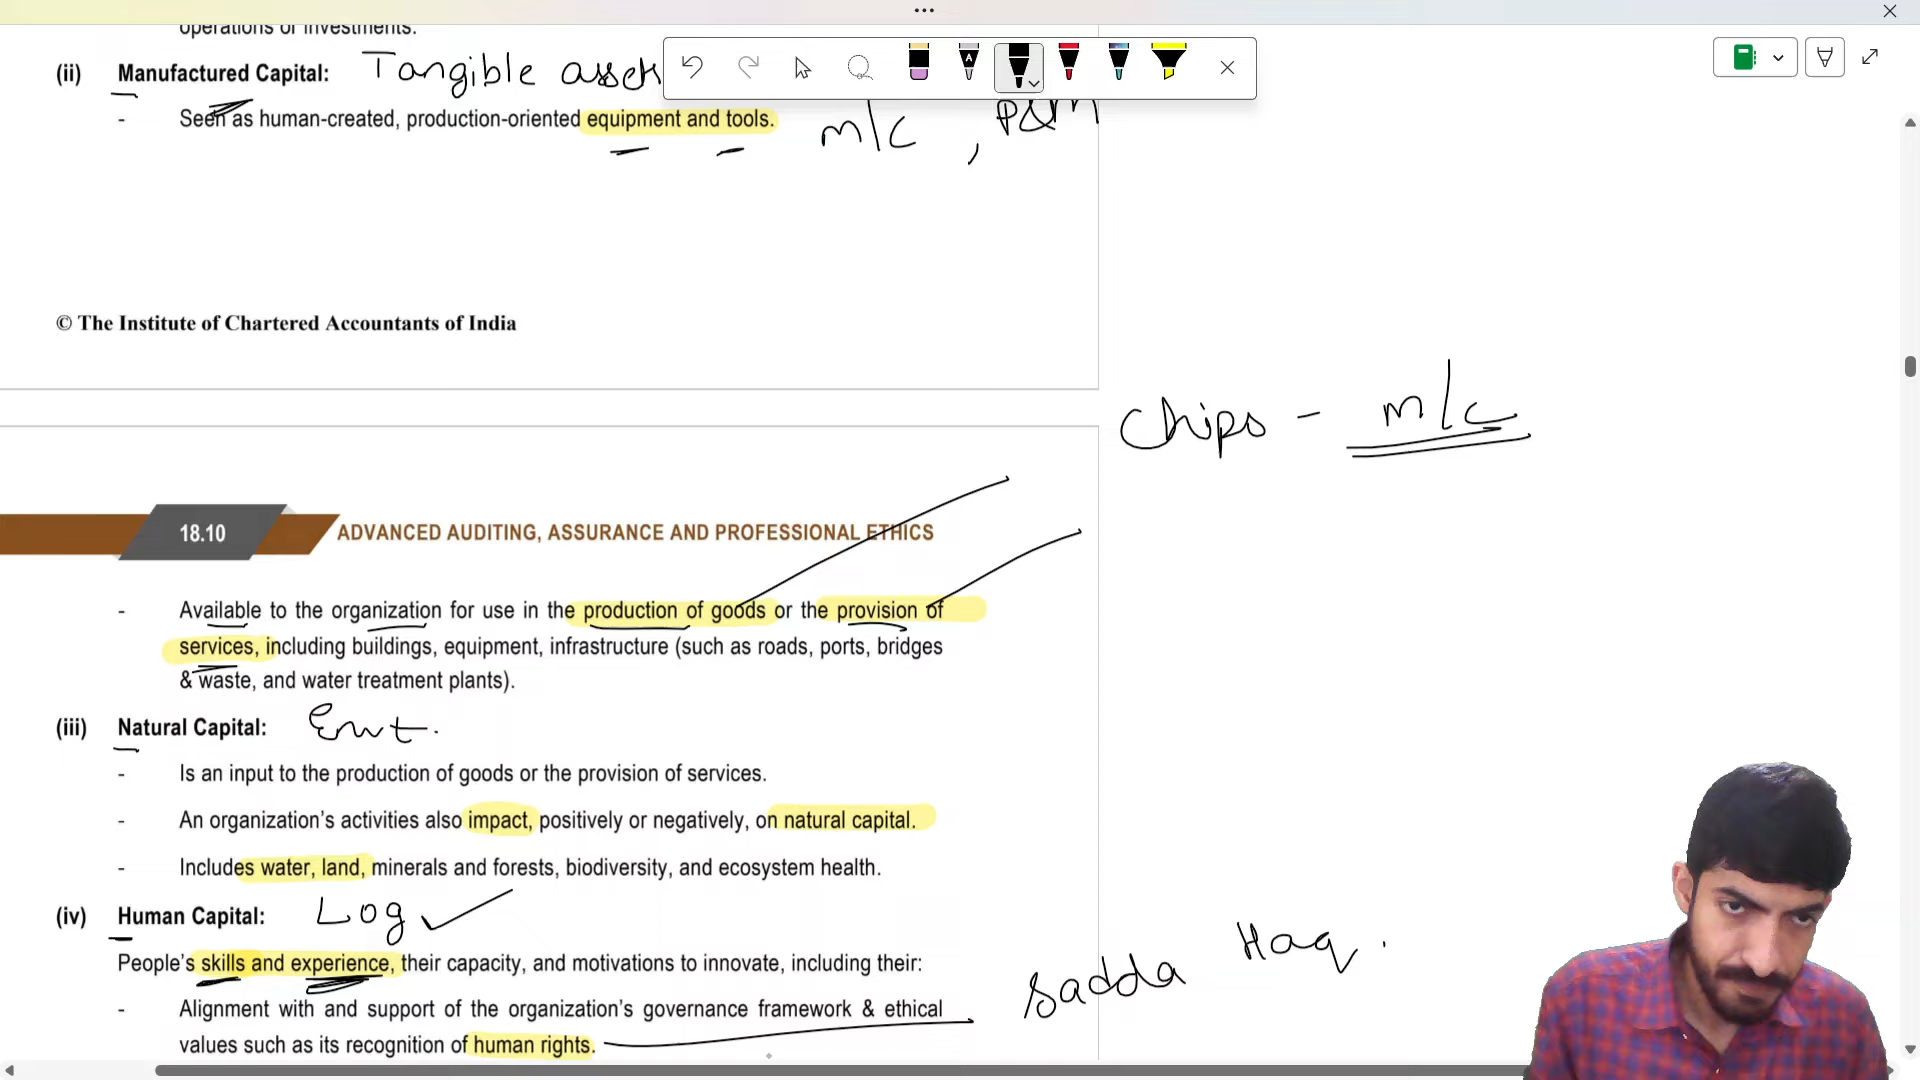 operations or investments.
(ii) Manufactured Capital: Tangible assets
- Seen as human-created, production-oriented equipment and tools. m/c , P&M
© The Institute of Chartered Accountants of India
Chips - m/c
18.10 ADVANCED AUDITING, ASSURANCE AND PROFESSIONAL ETHICS
- Available to the organization for use in the production of goods or the provision of
services, including buildings, equipment, infrastructure (such as roads, ports, bridges
& waste, and water treatment plants).
(iii) Natural Capital: Envt.
- Is an input to the production of goods or the provision of services.
- An organization’s activities also impact, positively or negatively, on natural capital.
- Includes water, land, minerals and forests, biodiversity, and ecosystem health.
(iv) Human Capital: Log
People’s skills and experience, their capacity, and motivations to innovate, including their:
- Alignment with and support of the organization’s governance framework & ethical
values such as its recognition of human rights.
Sadda Haq.